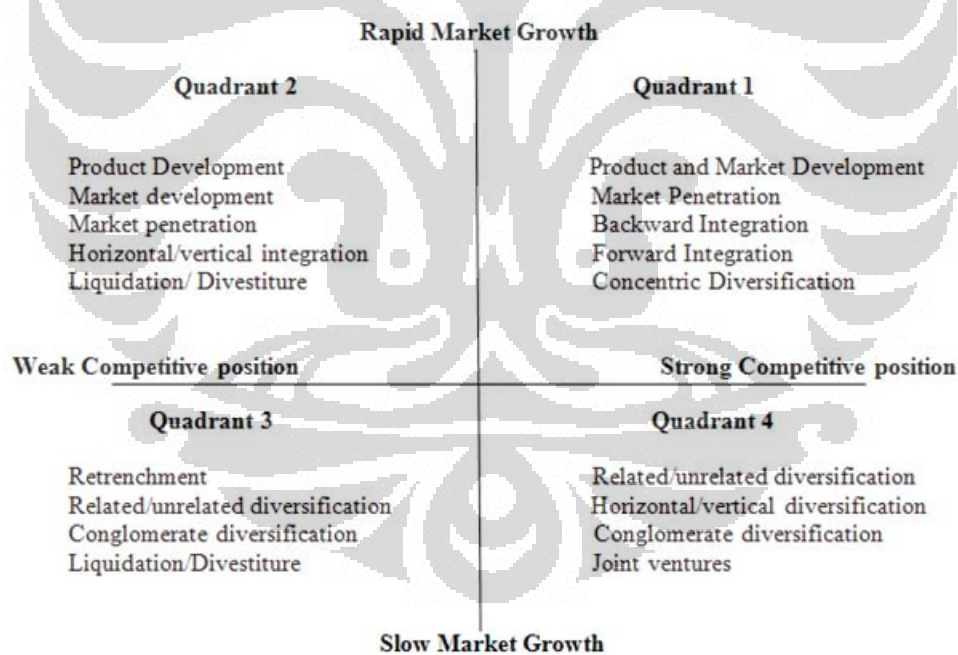 Rapid Market Growth
Quadrant 2
Product Development
Market development
Market penetration
Horizontal/vertical integration
Liquidation/ Divestiture
Quadrant 1
Product and Market Development
Market Penetration
Backward Integration
Forward Integration
Concentric Diversification
Weak Competitive position
Strong Competitive position
Quadrant 3
Retrenchment
Related/unrelated diversification
Conglomerate diversification
Liquidation/Divestiture
Quadrant 4
Related/unrelated diversification
Horizontal/vertical diversification
Conglomerate diversification
Joint ventures
Slow Market Growth